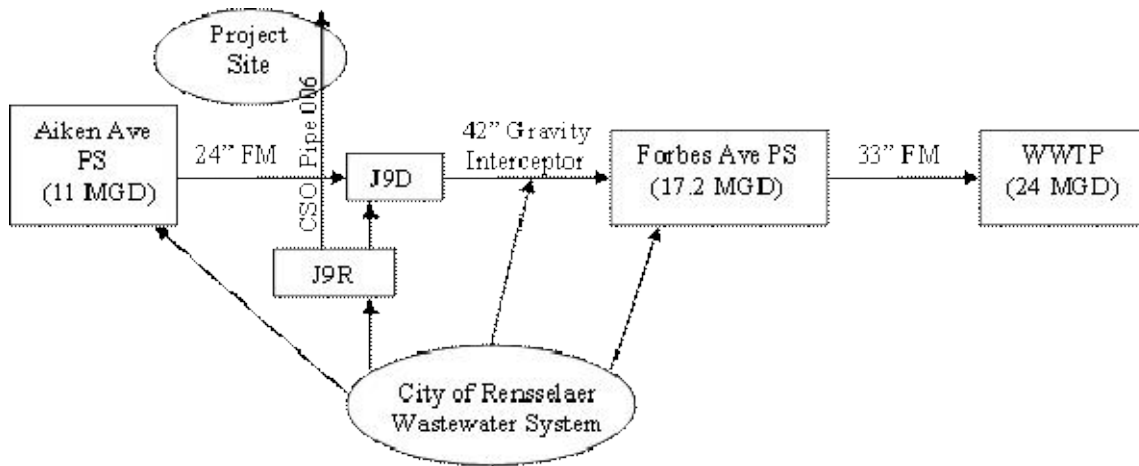 Project
Site
Aiken Ave
PS
(11 MGD)
24” FM
CSO Pipe 006
J9D
42” Gravity
Interceptor
Forbes Ave PS
(17.2 MGD)
33” FM
WWTP
(24 MGD)
J9R
City of Rensselaer
Wastewater System